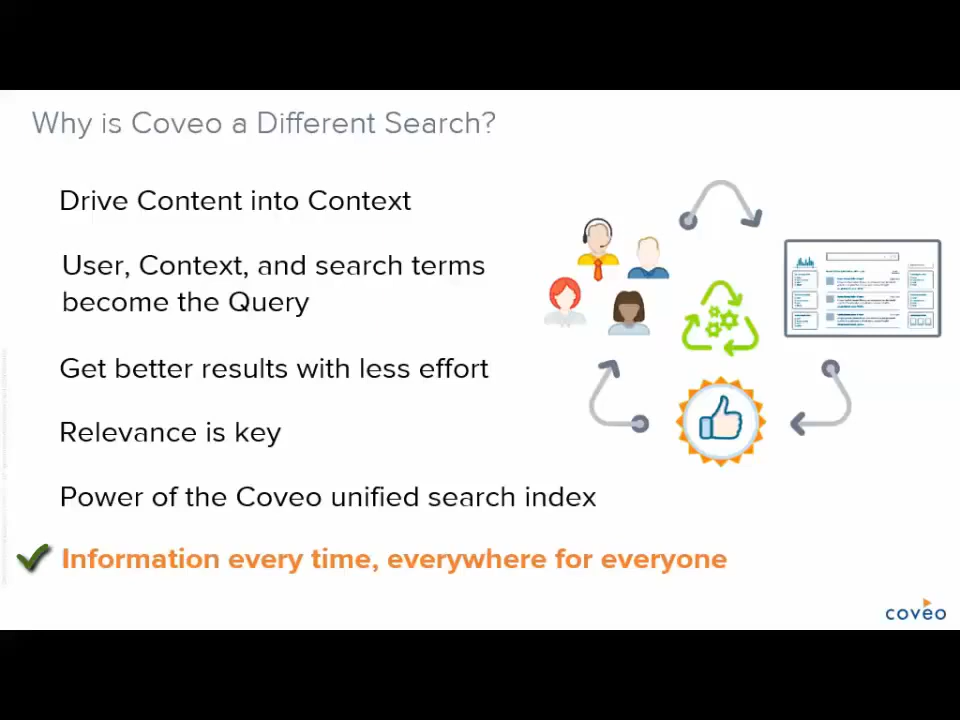 Why is Coveo a Different Search?
Drive Content into Context
User, Context, and search terms
become the Query
Get better results with less effort
Relevance is key
Power of the Coveo unified search index
Information every time, everywhere for everyone
coveo